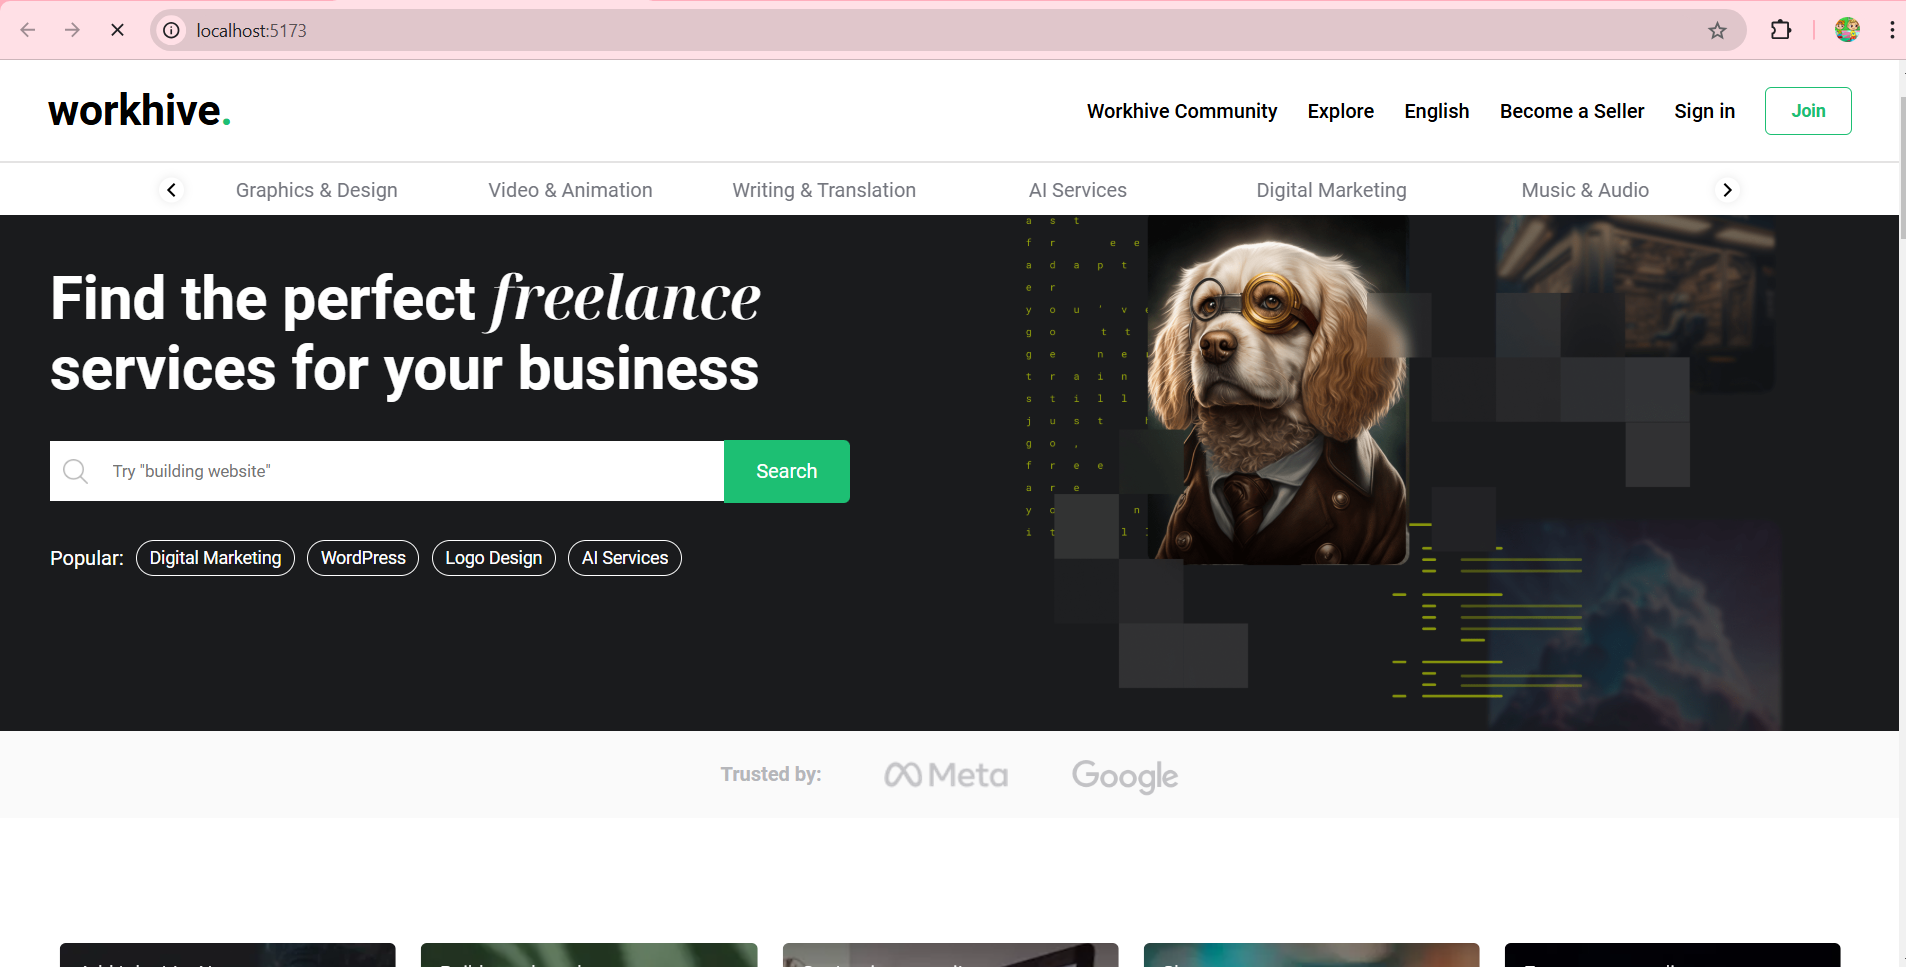 localhost:5173
workhive.
Workhive Community Explore English Become a Seller Sign in Join
Graphics & Design Video & Animation Writing & Translation AI Services Digital Marketing Music & Audio
a s t
f r e e
a d a p t
e r
y o u ' v e
g o t t
g e n e
t r a i n
s t i l l
j u s t
g o ,
f r e e
a r e
Find the perfect freelance
services for your business
Try "building website"
Search
Popular: Digital Marketing WordPress Logo Design AI Services
Trusted by: Meta Google